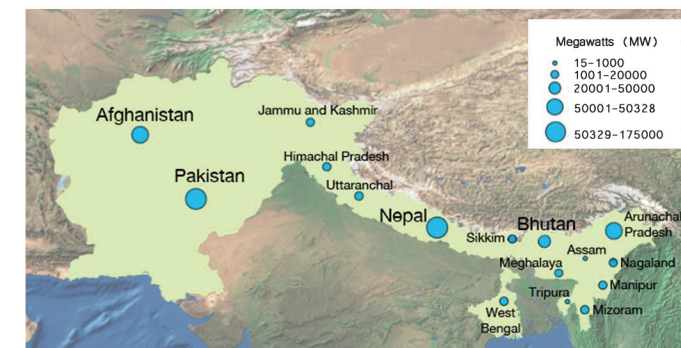 Megawatts (MW)
15-1000
1001-20000
20001-50000
50001-50328
50329-175000
Afghanistan
Jammu and Kashmir
Himachal Pradesh
Pakistan
Uttaranchal
Nepal
Sikkim
Bhutan
Arunachal
Pradesh
Assam
Meghalaya
Nagaland
Manipur
Tripura
Mizoram
West
Bengal